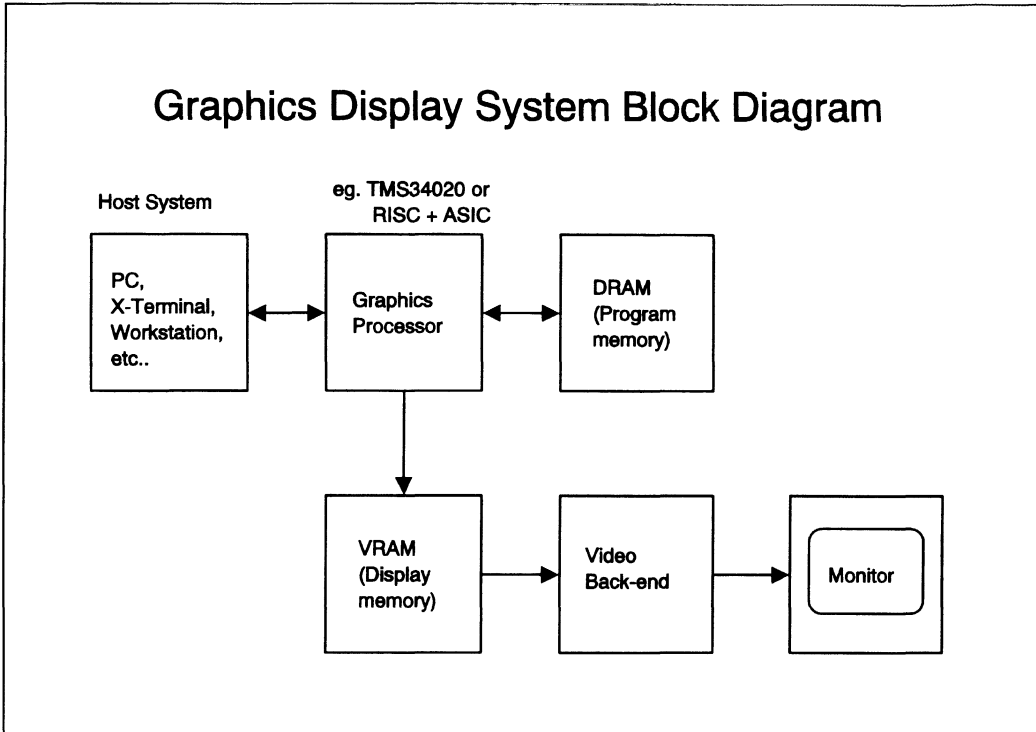 Graphics Display System Block Diagram
Host System
eg. TMS34020 or
RISC + ASIC
PC,
X-Terminal,
Workstation,
etc..
Graphics
Processor
DRAM
(Program
memory)
VRAM
(Display
memory)
Video
Back-end
Monitor